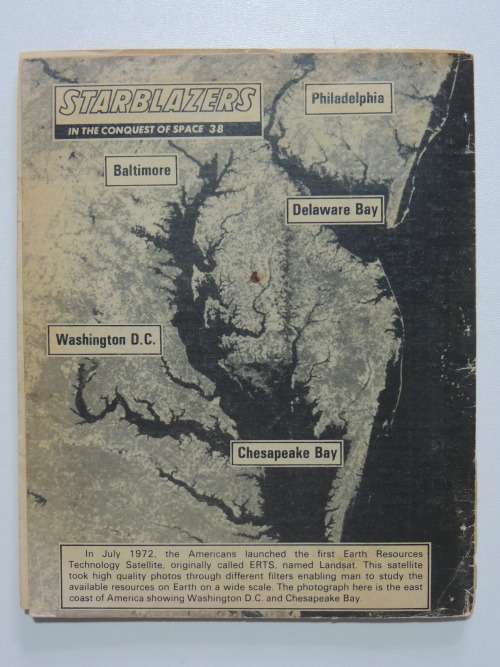 STARBLAZERS
IN THE CONQUEST OF SPACE 38
Philadelphia
Baltimore
Delaware Bay
Washington D.C.
Chesapeake Bay
In July 1972, the Americans launched the first Earth Resources
Technology Satellite, originally called ERTS, named Landsat. This satellite
took high quality photos through different filters enabling man to study the
available resources on Earth on a wide scale. The photograph here is the east
coast of America showing Washington D.C. and Chesapeake Bay.